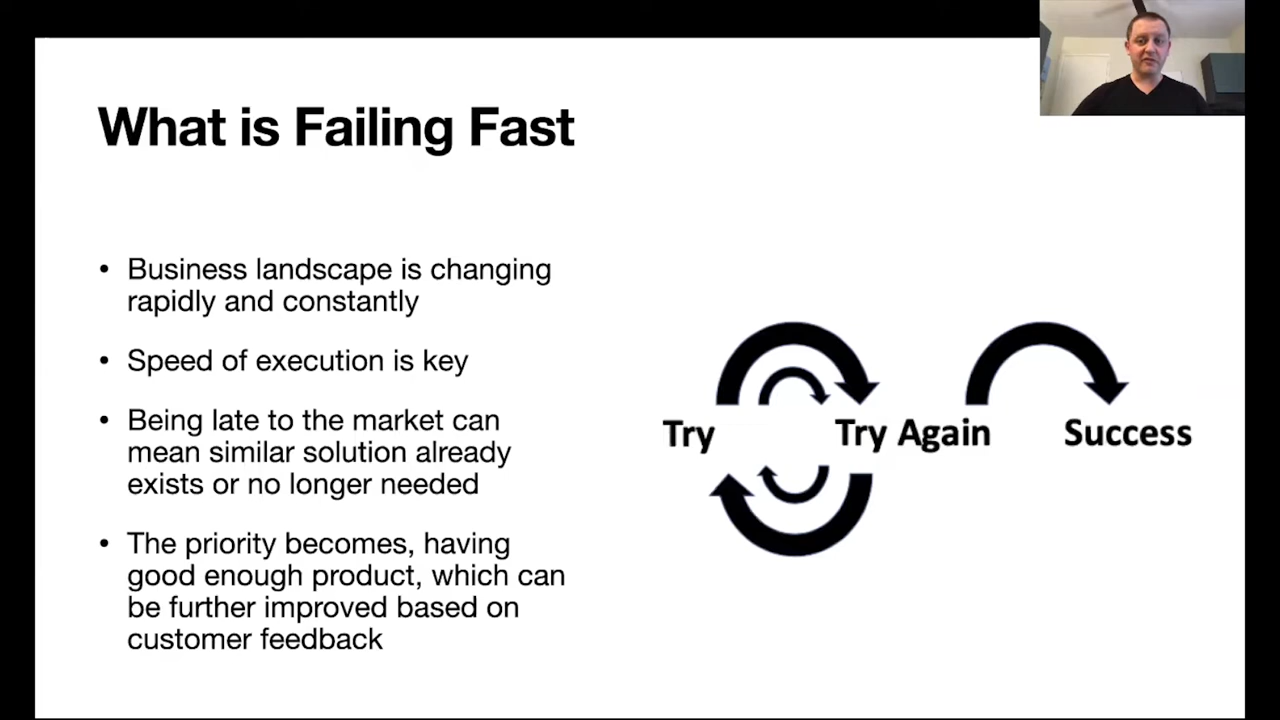 What is Failing Fast
• Business landscape is changing
rapidly and constantly
• Speed of execution is key
• Being late to the market can
mean similar solution already
exists or no longer needed
• The priority becomes, having
good enough product, which can
be further improved based on
customer feedback
Try
Try Again
Success